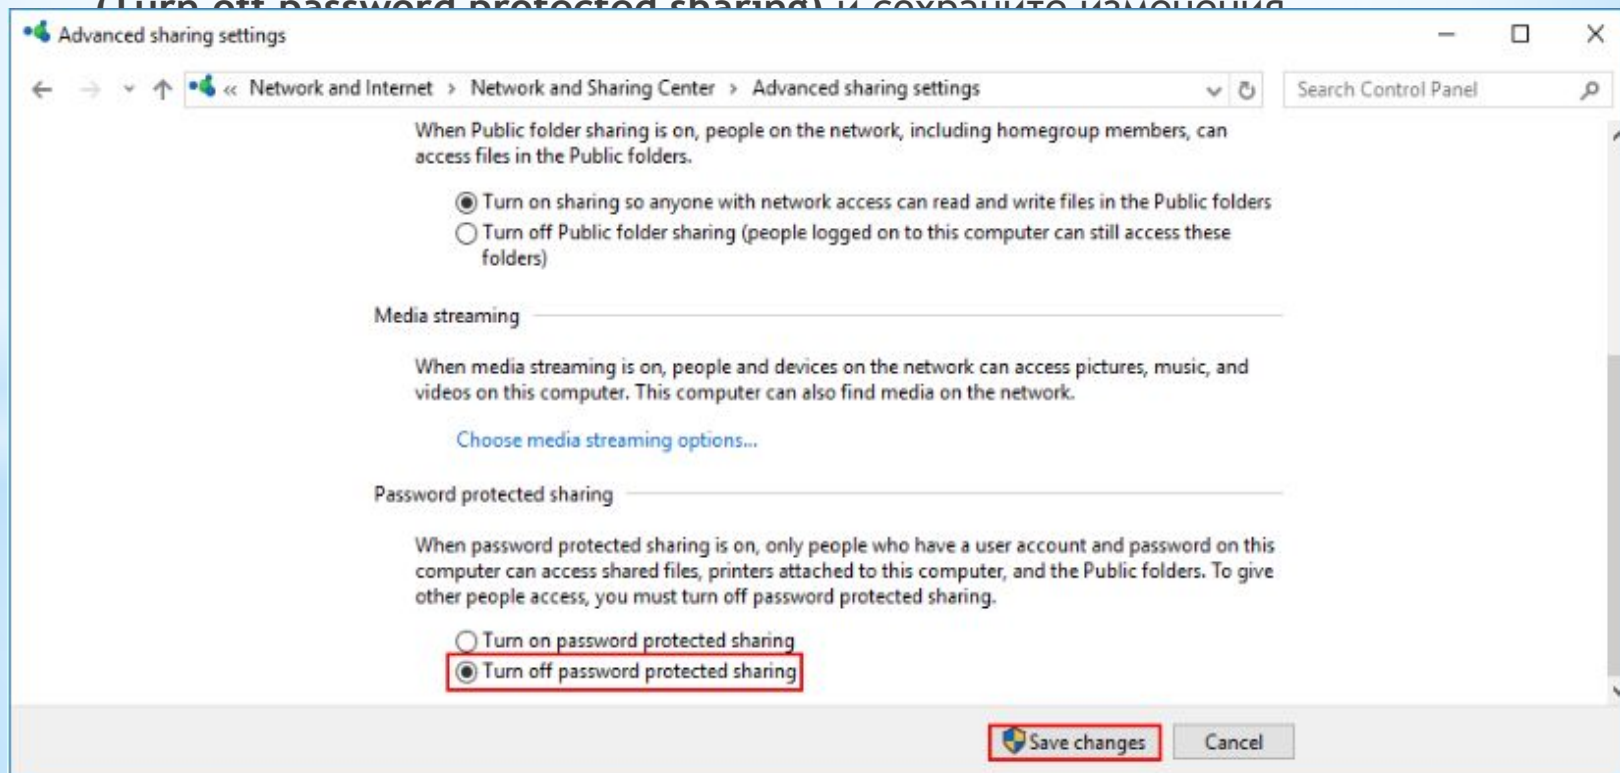 (Turn off password protected sharing) и сохраните изменения
Advanced sharing settings
« Network and Internet > Network and Sharing Center > Advanced sharing settings
Search Control Panel
When Public folder sharing is on, people on the network, including homegroup members, can
access files in the Public folders.
Turn on sharing so anyone with network access can read and write files in the Public folders
Turn off Public folder sharing (people logged on to this computer can still access these
folders)
Media streaming
When media streaming is on, people and devices on the network can access pictures, music, and
videos on this computer. This computer can also find media on the network.
Choose media streaming options...
Password protected sharing
When password protected sharing is on, only people who have a user account and password on this
computer can access shared files, printers attached to this computer, and the Public folders. To give
other people access, you must turn off password protected sharing.
Turn on password protected sharing
Turn off password protected sharing
Save changes
Cancel